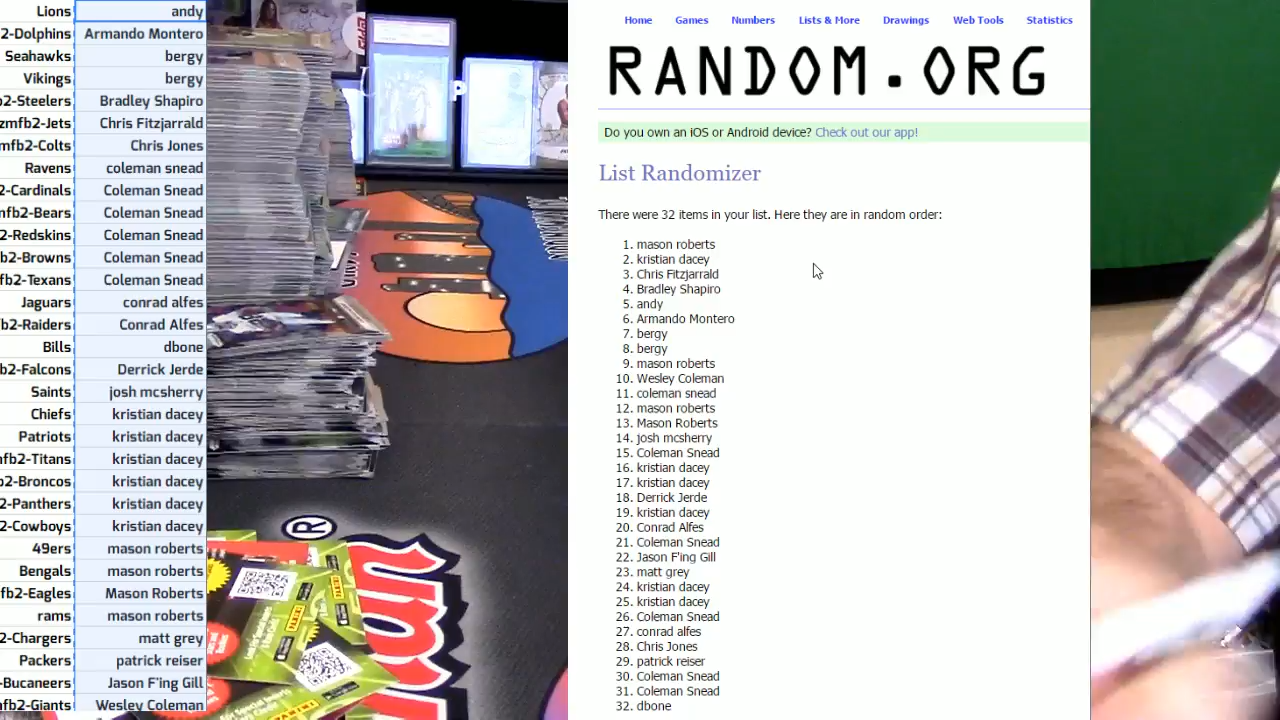 Lions andy
2-Dolphins Armando Montero
Seahawks bergy
Vikings bergy
b2-Steelers Bradley Shapiro
zmfb2-Jets Chris Fitzjarrald
mfb2-Colts Chris Jones
Ravens coleman snead
2-Cardinals Coleman Snead
mfb2-Bears Coleman Snead
2-Redskins Coleman Snead
b2-Browns Coleman Snead
b2-Texans Coleman Snead
Jaguars conrad alfes
fb2-Raiders Conrad Alfes
Bills dbone
fb2-Falcons Derrick Jerde
Saints josh mcsherry
Chiefs kristian dacey
Patriots kristian dacey
nfb2-Titans kristian dacey
2-Broncos kristian dacey
2-Panthers kristian dacey
2-Cowboys kristian dacey
49ers mason roberts
Bengals mason roberts
fb2-Eagles Mason Roberts
rams mason roberts
2-Chargers matt grey
Packers patrick reiser
-Bucaneers Jason F'ing Gill
nfb2-Giants Wesley Coleman
P
®
PANINI
PANINI
Home Games Numbers Lists & More Drawings Web Tools Statistics
RANDOM.ORG
Do you own an iOS or Android device? Check out our app!
List Randomizer
There were 32 items in your list. Here they are in random order:
1. mason roberts
2. kristian dacey
3. Chris Fitzjarrald
4. Bradley Shapiro
5. andy
6. Armando Montero
7. bergy
8. bergy
9. mason roberts
10. Wesley Coleman
11. coleman snead
12. mason roberts
13. Mason Roberts
14. josh mcsherry
15. Coleman Snead
16. kristian dacey
17. kristian dacey
18. Derrick Jerde
19. kristian dacey
20. Conrad Alfes
21. Coleman Snead
22. Jason F'ing Gill
23. matt grey
24. kristian dacey
25. kristian dacey
26. Coleman Snead
27. conrad alfes
28. Chris Jones
29. patrick reiser
30. Coleman Snead
31. Coleman Snead
32. dbone